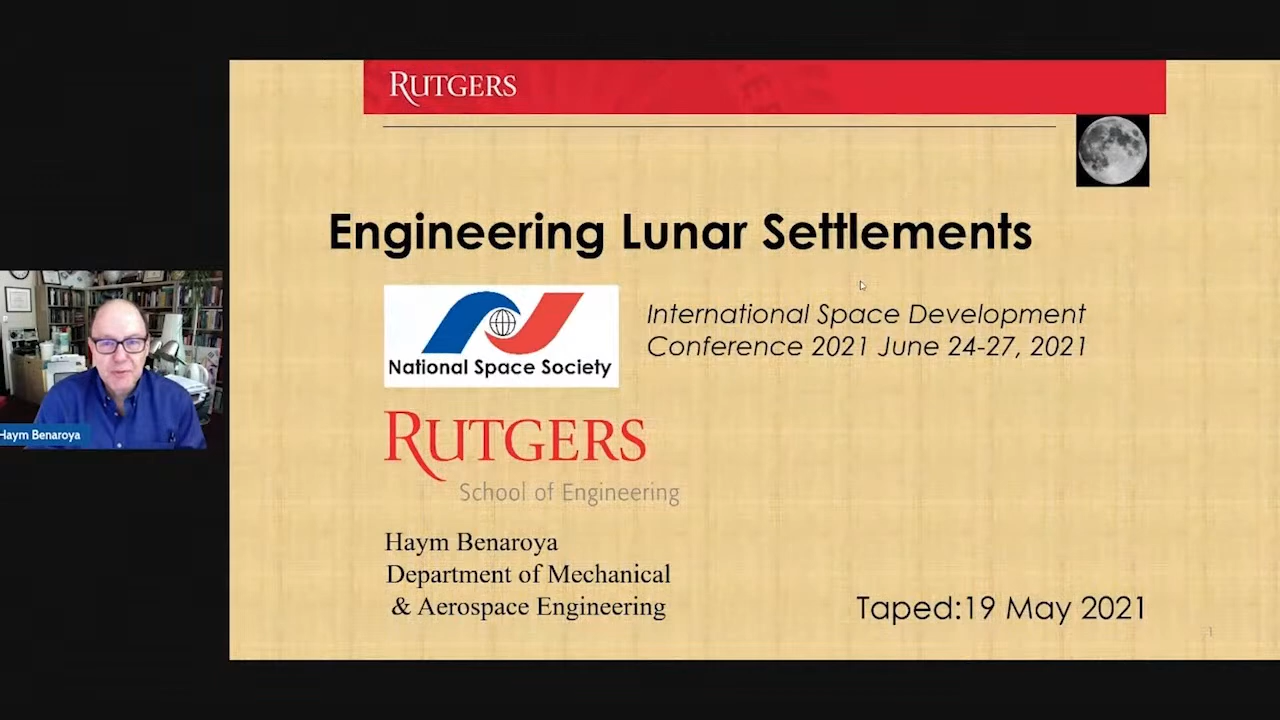 RUTGERS
Engineering Lunar Settlements
National Space Society
International Space Development
Conference 2021 June 24-27, 2021
RUTGERS
School of Engineering
Haym Benaroya
Department of Mechanical
& Aerospace Engineering
Taped:19 May 2021
1
Haym Benaroya